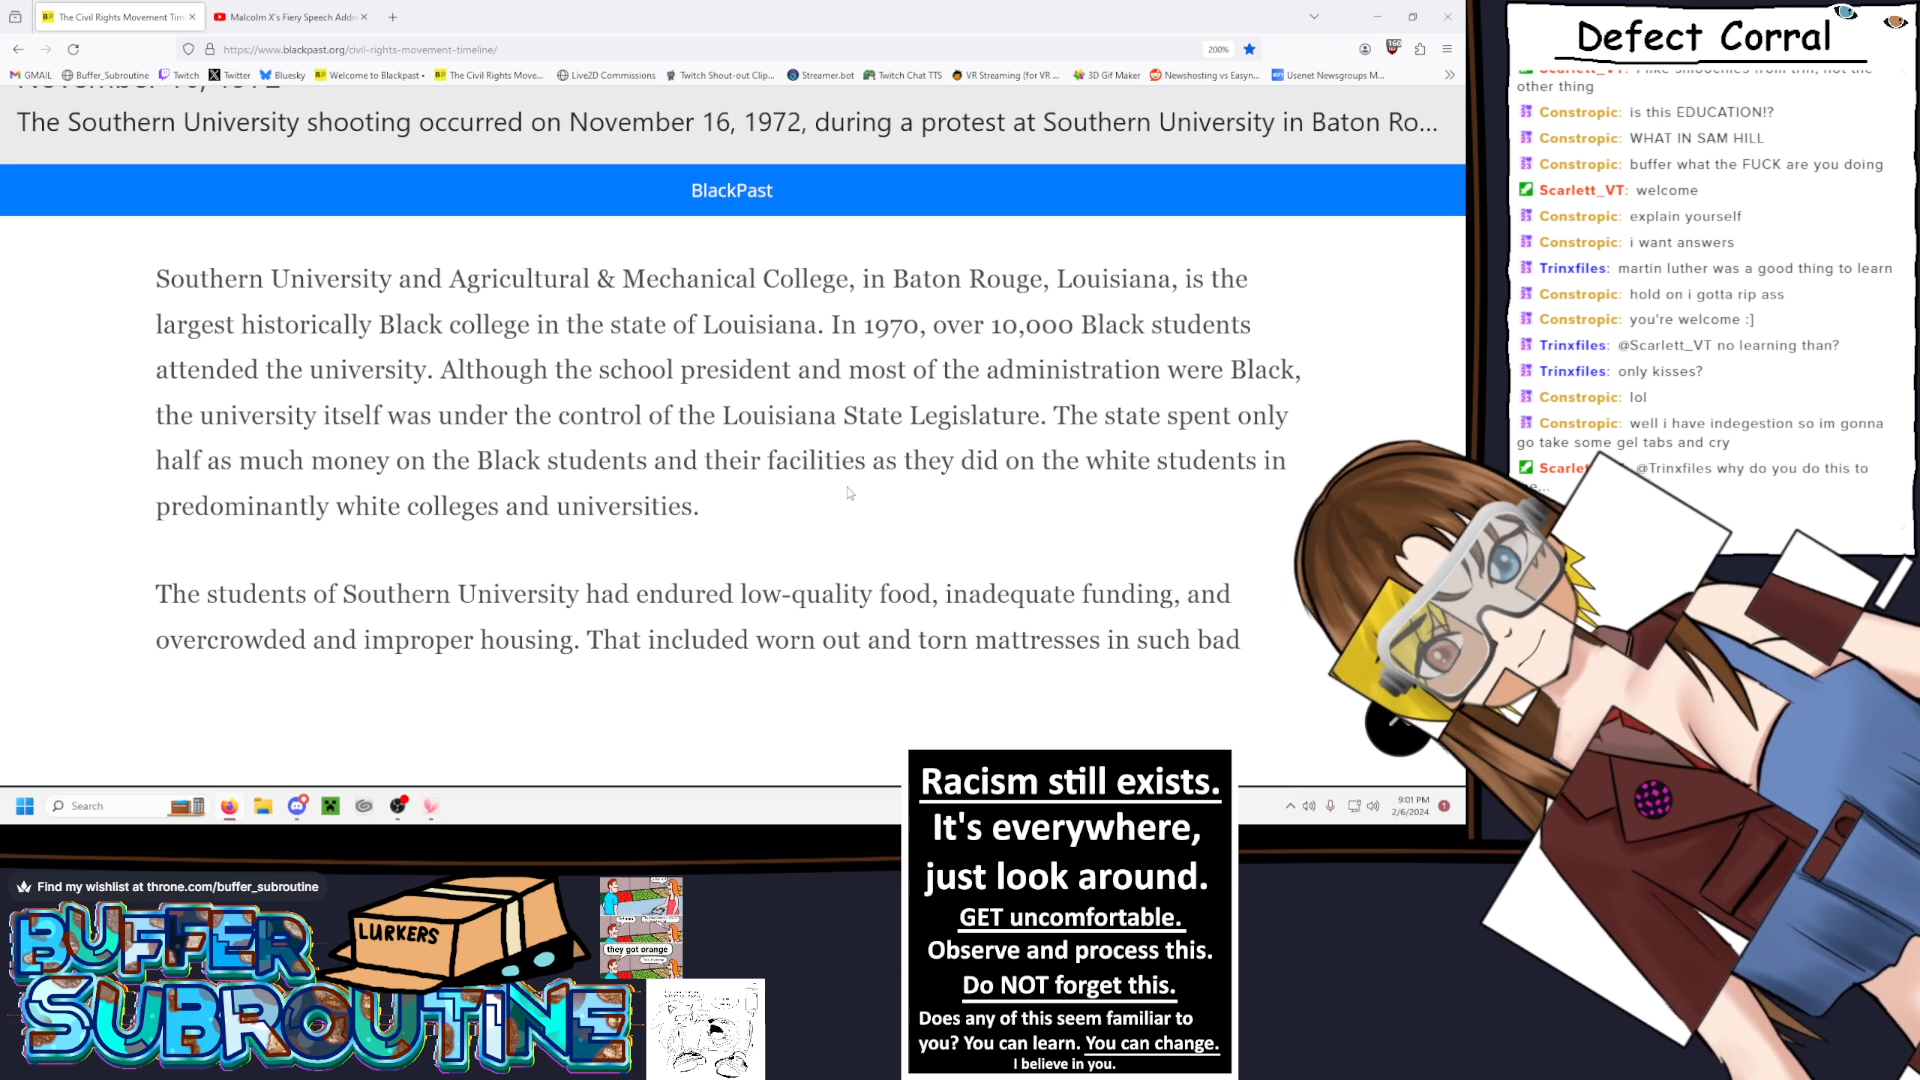 The Civil Rights Movement Tim
Malcolm X's Fiery Speech Addr
https://www.blackpast.org/civil-rights-movement-timeline/
200%
GMAIL
Buffer_Subroutine
Twitch
Twitter
Bluesky
Welcome to Blackpast •
The Civil Rights Move...
Live2D Commissions
Twitch Shout-out Clip...
Streamer.bot
Twitch Chat TTS
VR Streaming (for VR ...
3D Gif Maker
Newshosting vs Easyn...
Usenet Newsgroups M...
November 16, 1972
The Southern University shooting occurred on November 16, 1972, during a protest at Southern University in Baton Ro...
BlackPast
Southern University and Agricultural & Mechanical College, in Baton Rouge, Louisiana, is the
largest historically Black college in the state of Louisiana. In 1970, over 10,000 Black students
attended the university. Although the school president and most of the administration were Black,
the university itself was under the control of the Louisiana State Legislature. The state spent only
half as much money on the Black students and their facilities as they did on the white students in
predominantly white colleges and universities.
The students of Southern University had endured low-quality food, inadequate funding, and
overcrowded and improper housing. That included worn out and torn mattresses in such bad
Search
9:01 PM
2/6/2024
1
Defect Corral
other thing
Constropic: is this EDUCATION!?
Constropic: WHAT IN SAM HILL
Constropic: buffer what the FUCK are you doing
Scarlett_VT: welcome
Constropic: explain yourself
Constropic: i want answers
Trinxfiles: martin luther was a good thing to learn
Constropic: hold on i gotta rip ass
Constropic: you're welcome :]
Trinxfiles: @Scarlett_VT no learning than?
Trinxfiles: only kisses?
Constropic: lol
Constropic: well i have indegestion so im gonna
go take some gel tabs and cry
Scarlet @Trinxfiles why do you do this to
Find my wishlist at throne.com/buffer_subroutine
BUFFER
SUBROUTINE
LURKERS
they got orange
Racism still exists.
It's everywhere,
just look around.
GET uncomfortable.
Observe and process this.
Do NOT forget this.
Does any of this seem familiar to
you? You can learn. You can change.
I believe in you.